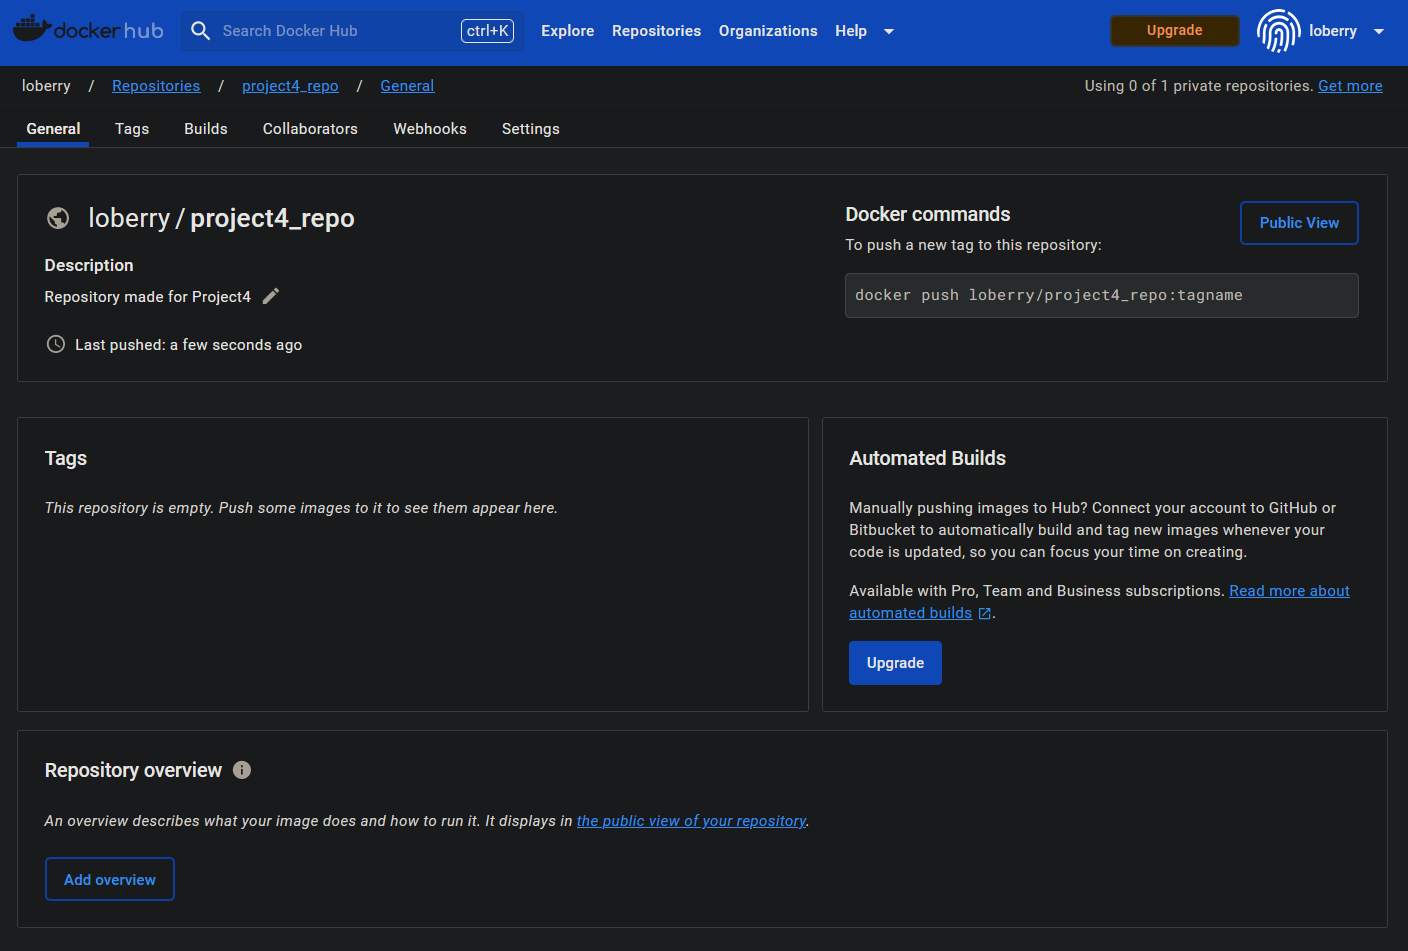 docker hub
Search Docker Hub
ctrl+K
Explore
Repositories
Organizations
Help
Upgrade
loberry
loberry / Repositories / project4_repo / General
Using 0 of 1 private repositories. Get more
General
Tags
Builds
Collaborators
Webhooks
Settings
loberry / project4_repo
Description
Repository made for Project4
Last pushed: a few seconds ago
Docker commands
To push a new tag to this repository:
Public View
docker push loberry/project4_repo:tagname
Tags
This repository is empty. Push some images to it to see them appear here.
Automated Builds
Manually pushing images to Hub? Connect your account to GitHub or
Bitbucket to automatically build and tag new images whenever your
code is updated, so you can focus your time on creating.
Available with Pro, Team and Business subscriptions. Read more about
automated builds.
Upgrade
Repository overview
An overview describes what your image does and how to run it. It displays in the public view of your repository.
Add overview